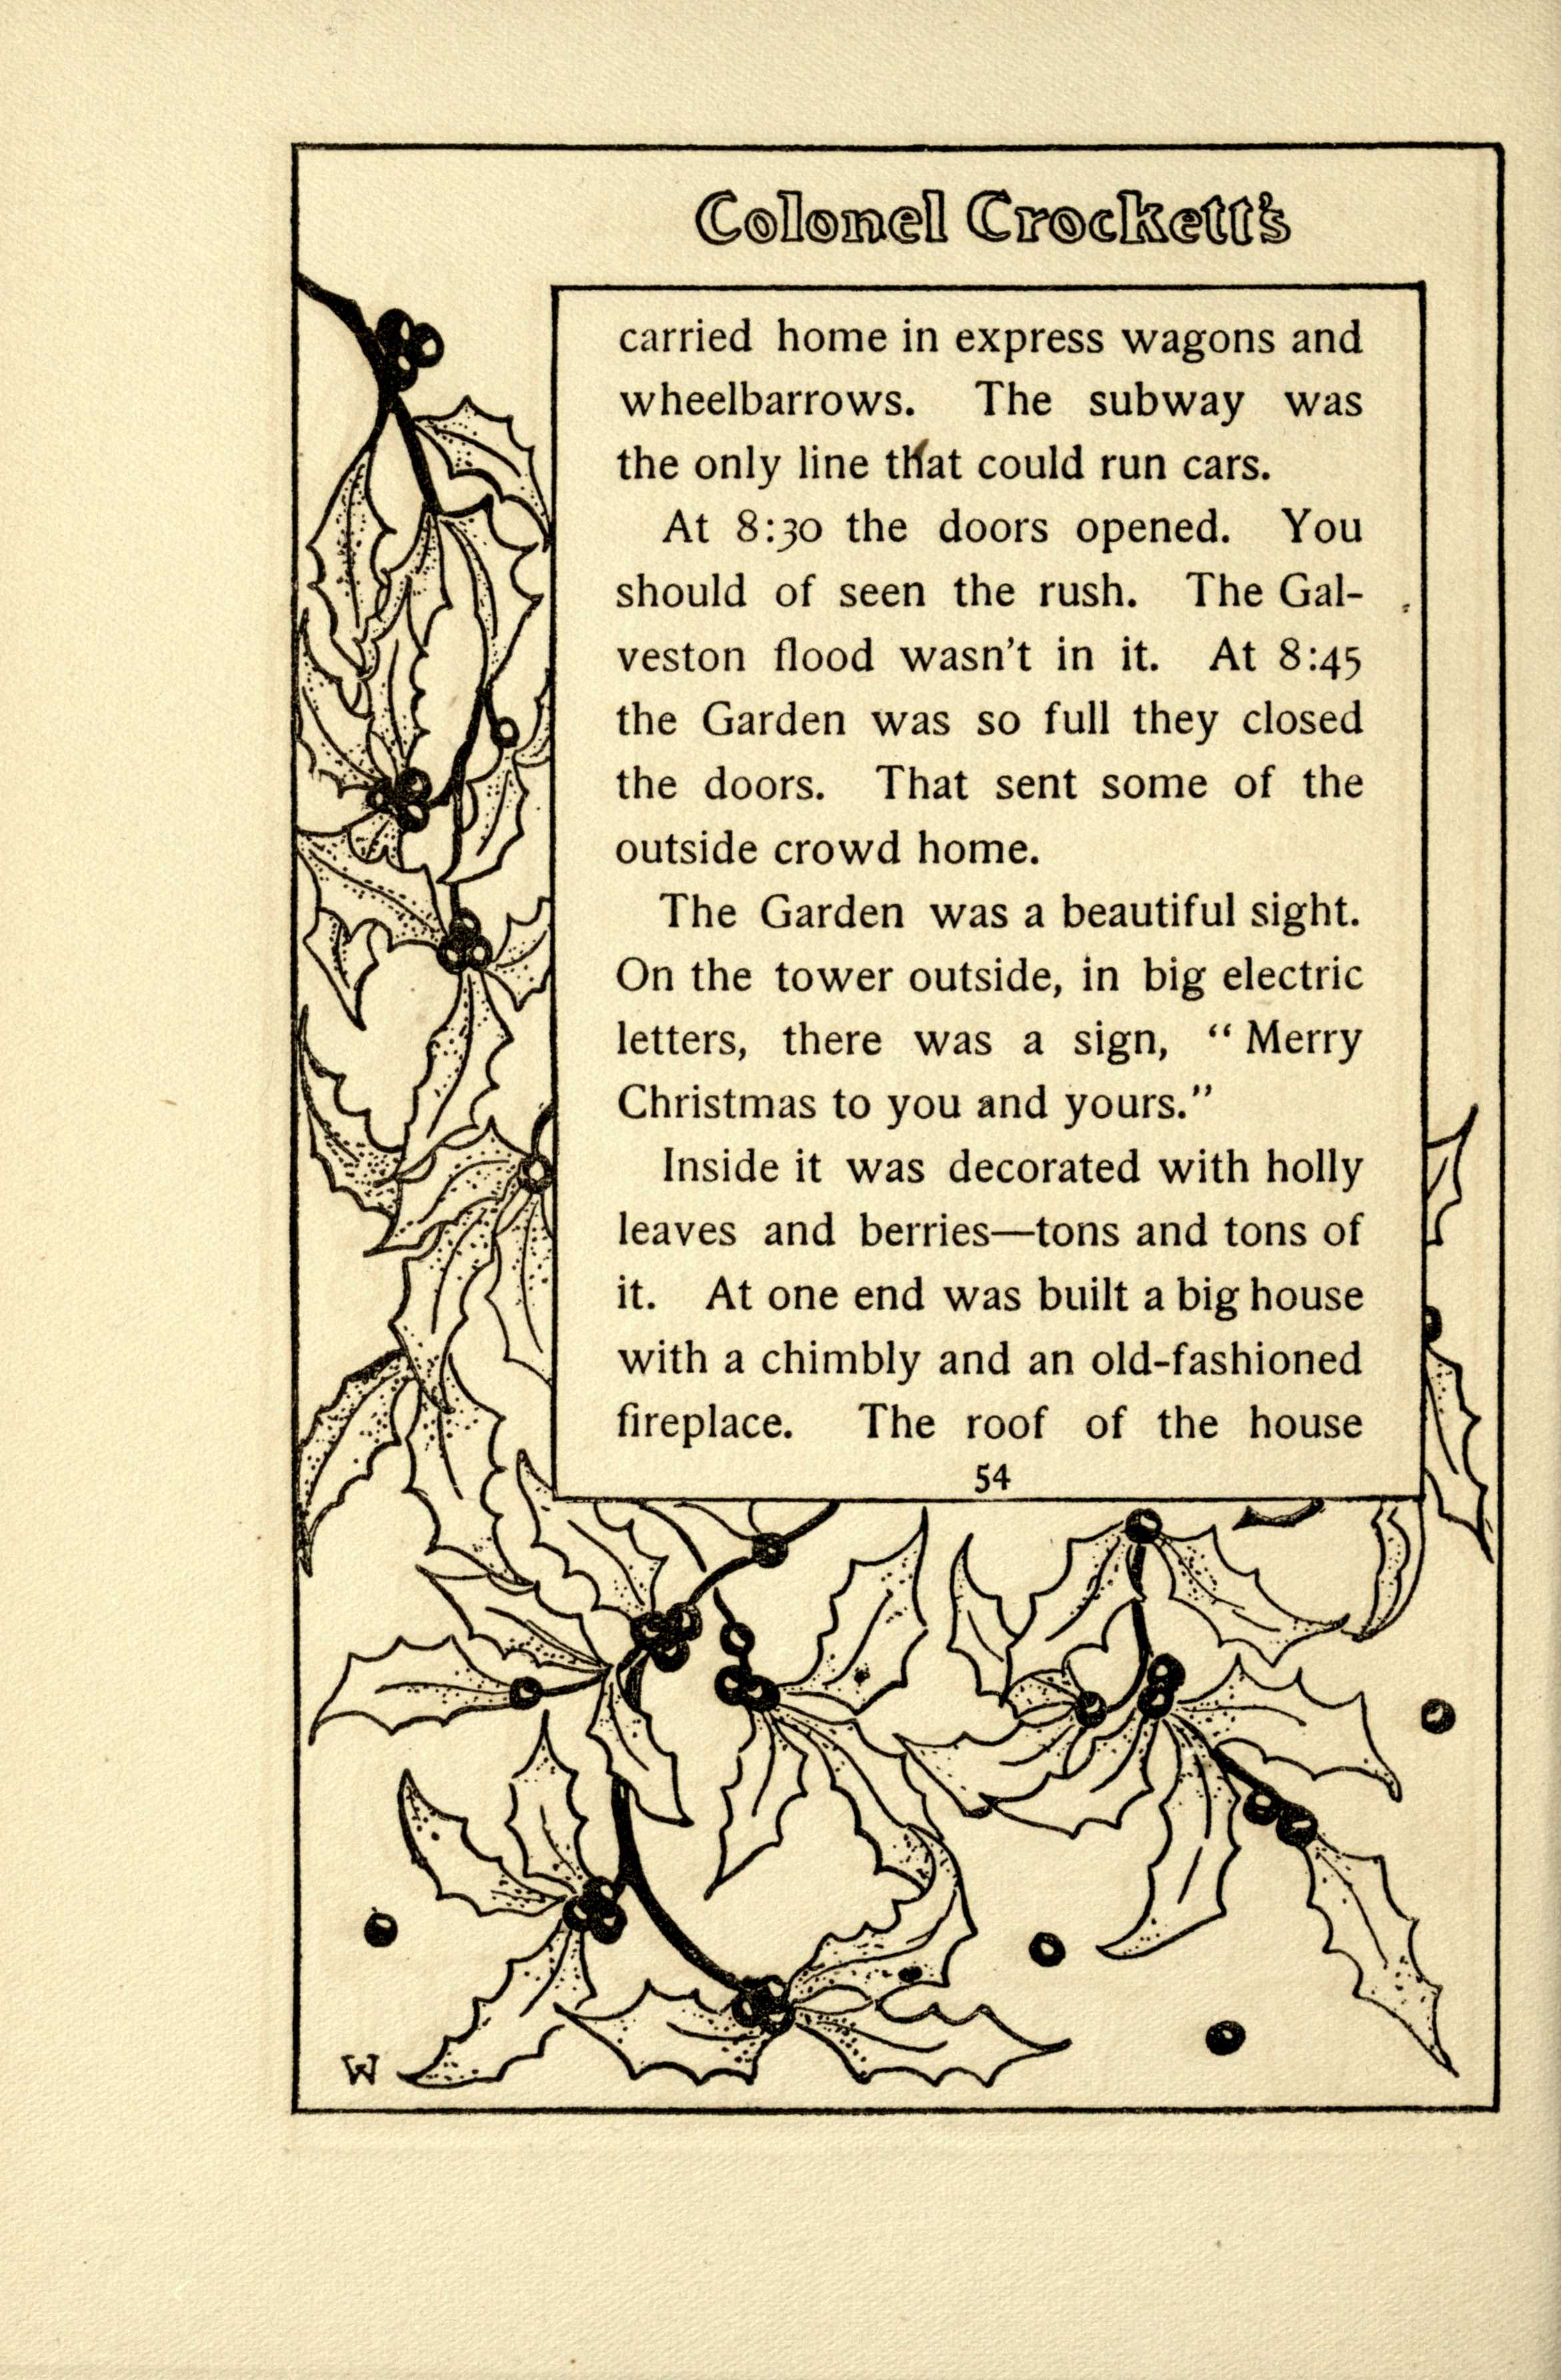 Colonel Crockett's
carried home in express wagons and
wheelbarrows. The subway was
the only line that could run cars.
At 8:30 the doors opened. You
should of seen the rush. The Gal-
veston flood wasn't in it. At 8:45
the Garden was so full they closed
the doors. That sent some of the
outside crowd home.
The Garden was a beautiful sight.
On the tower outside, in big electric
letters, there was a sign, “Merry
Christmas to you and yours.”
Inside it was decorated with holly
leaves and berries—tons and tons of
it. At one end was built a big house
with a chimbly and an old-fashioned
fireplace. The roof of the house
54
W